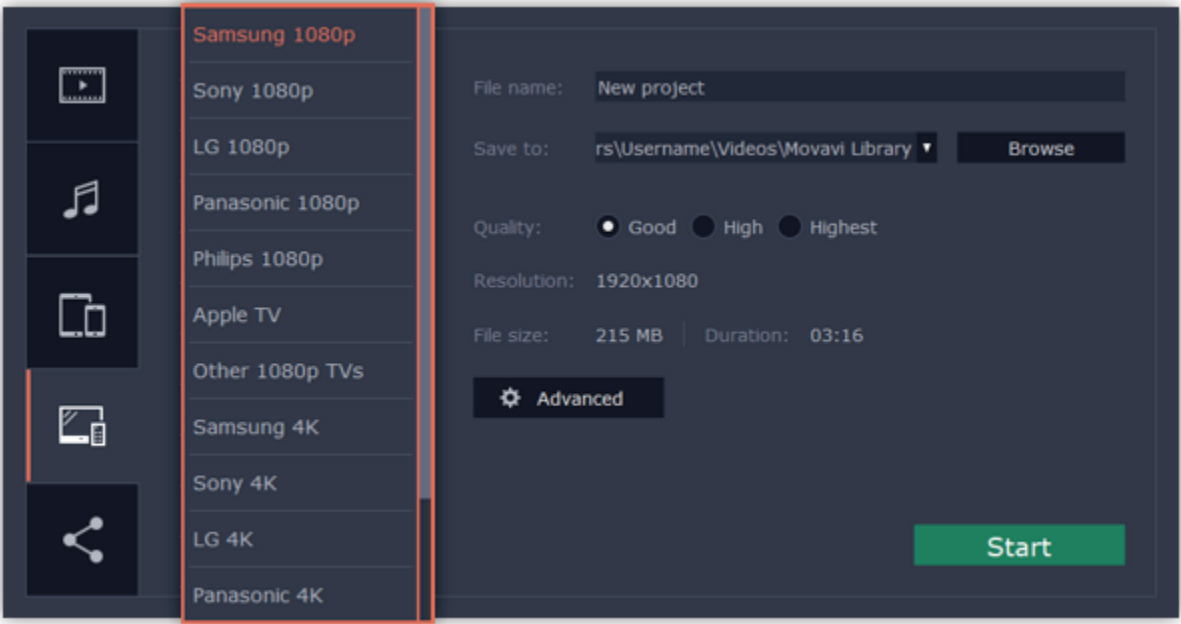 Samsung 1080p
Sony 1080p
LG 1080p
Panasonic 1080p
Philips 1080p
Apple TV
Other 1080p TVs
Samsung 4K
Sony 4K
LG 4K
Panasonic 4K
File name: New project
Save to: rs\Username\Videos\Movavi Library Browse
Quality: Good High Highest
Resolution: 1920x1080
File size: 215 MB Duration: 03:16
Advanced
Start